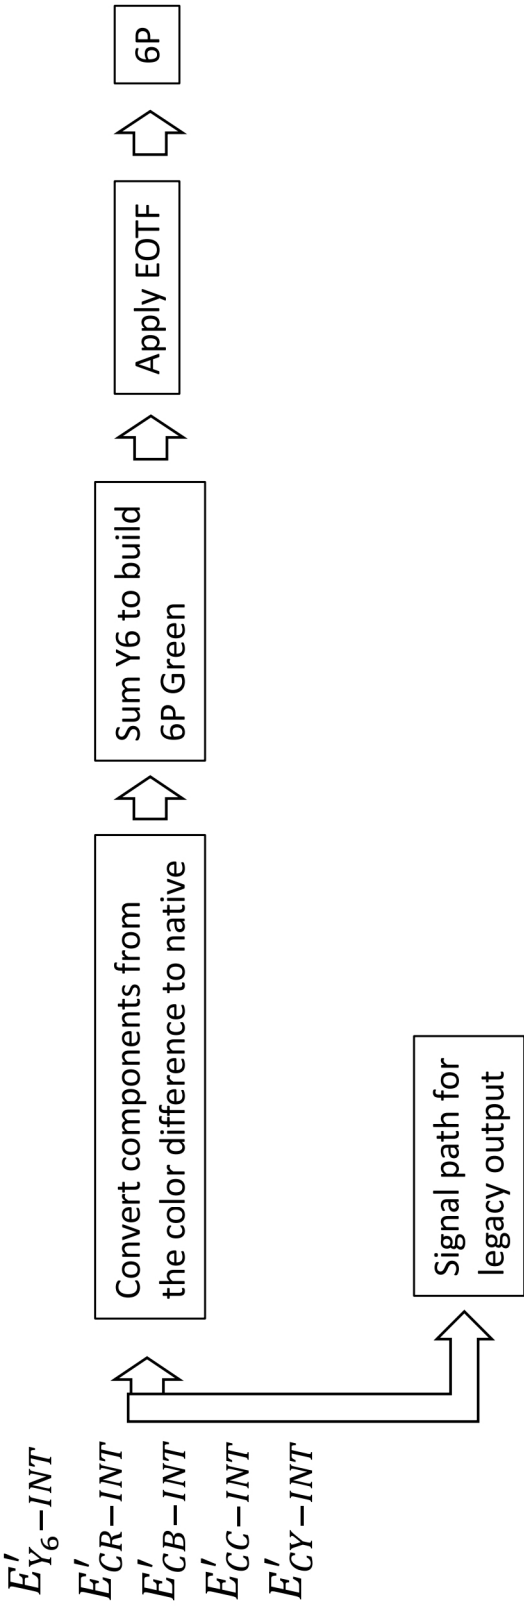 E′Y6−INT
E′CR−INT
E′CB−INT
E′CC−INT
E′CY−INT
Convert components from
the color difference to native
Sum Y6 to build
6P Green
Apply EOTF
6P
Signal path for
legacy output